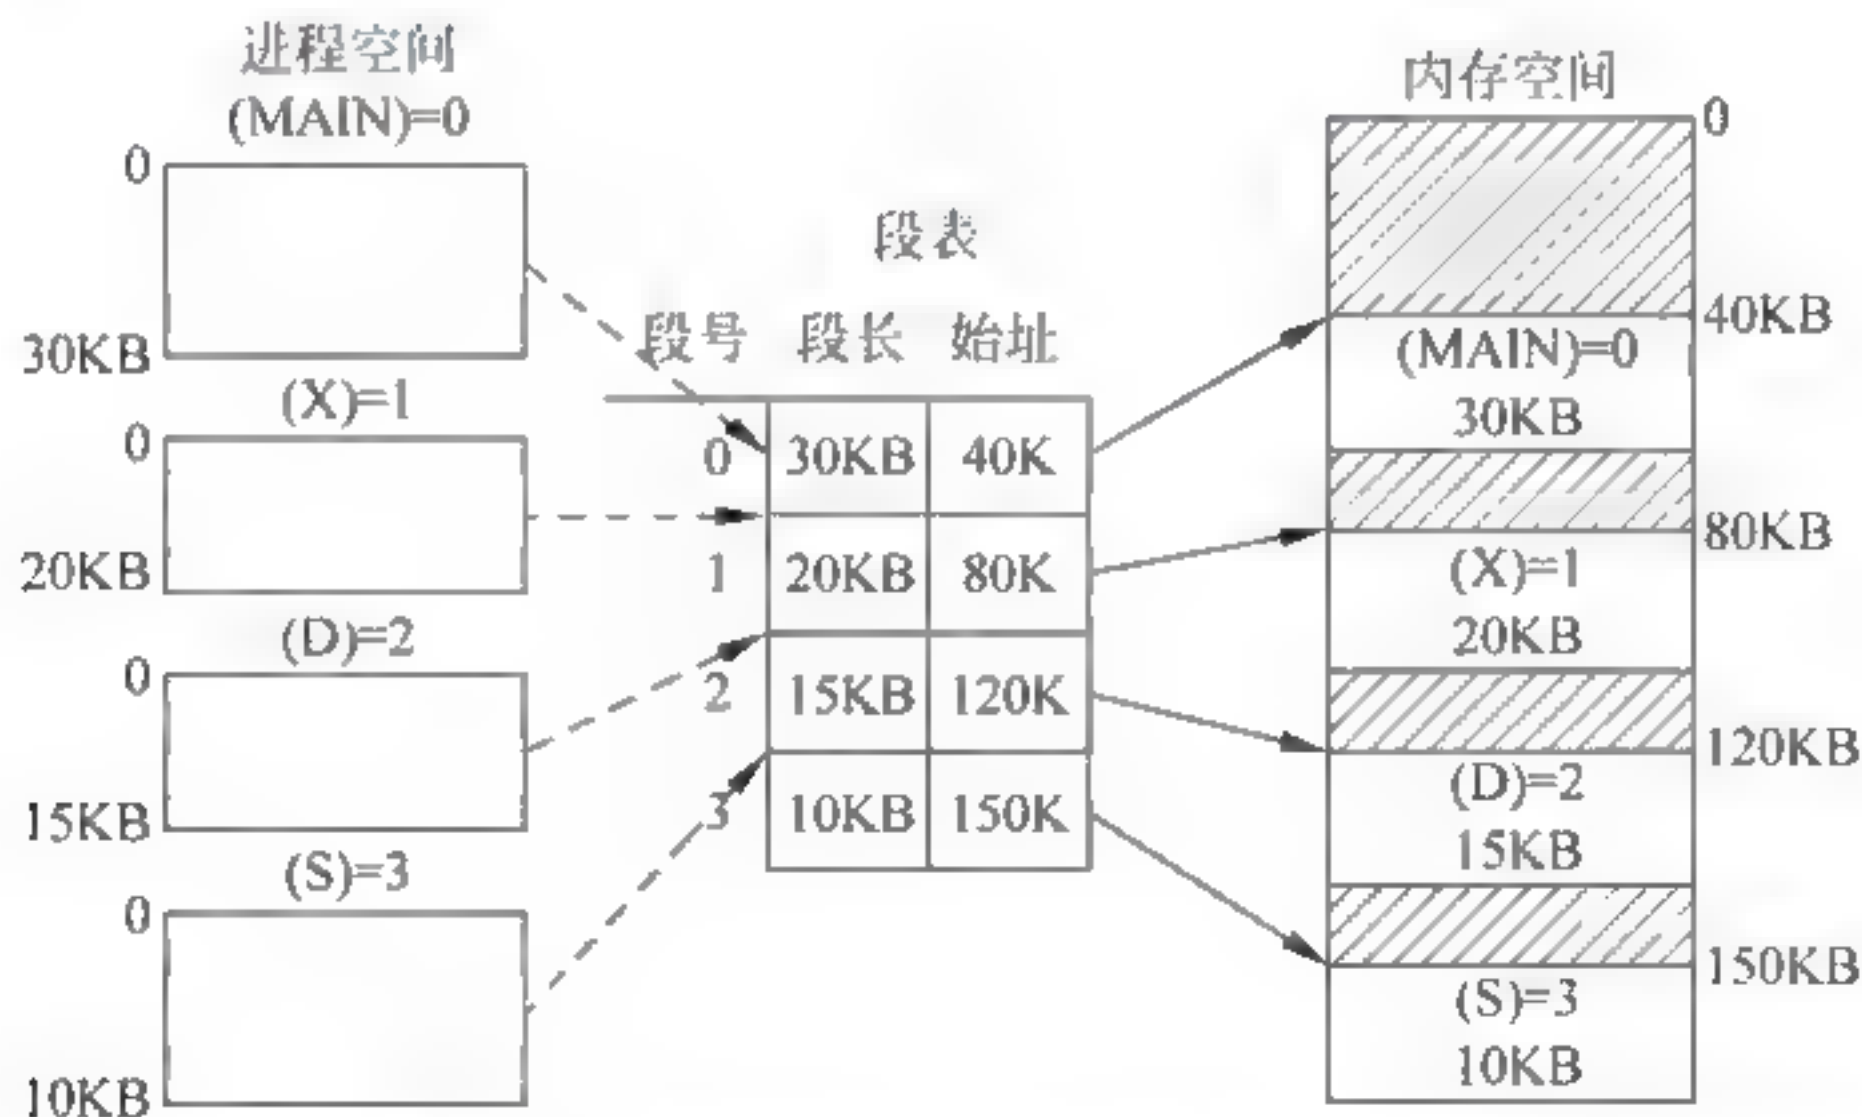 进程空间
(MAIN)=0
0
30KB
(X)=1
0
20KB
(D)=2
0
15KB
(S)=3
0
10KB
段表
段号 段长 始址
0 30KB 40K
1 20KB 80K
2 15KB 120K
3 10KB 150K
内存空间
0
40KB
(MAIN)=0
30KB
80KB
(X)=1
20KB
120KB
(D)=2
15KB
150KB
(S)=3
10KB